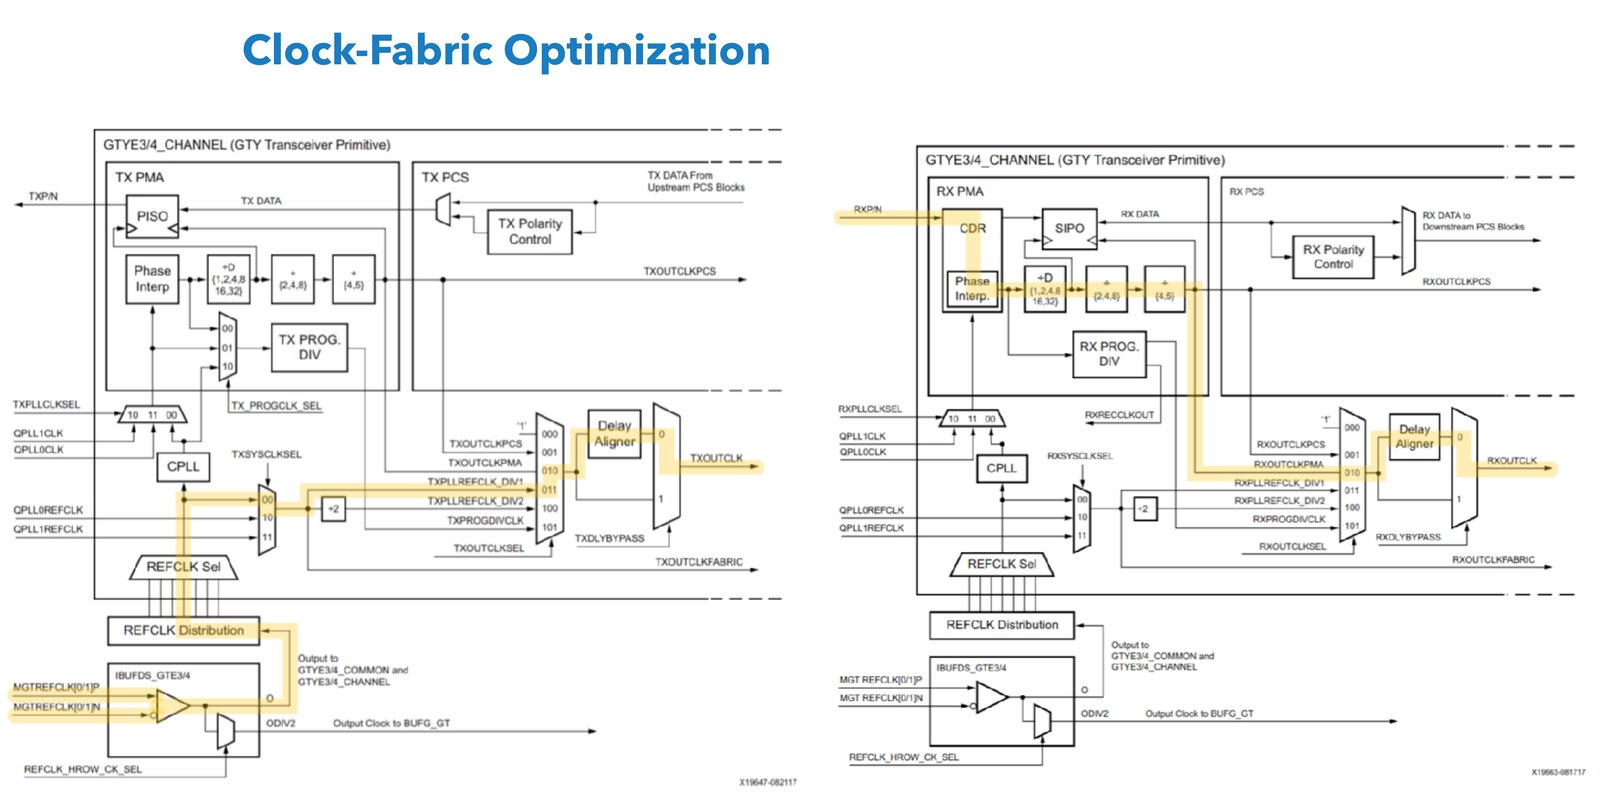 Clock-Fabric Optimization
GTYE3/4_CHANNEL (GTY Transceiver Primitive)
TX PMA
TX PCS
TX DATA From
Upstream PCS Blocks
TXP/N
TX DATA
PISO
TX Polarity
Control
Phase
Interp
÷D
{1,2,4,8
16,32}
÷
{2,4,8}
÷
{4,5}
TXOUTCLKPCS
00
01
10
TX PROG.
DIV
TXPLLCLKSEL
10 11 00
TX_PROGCLK_SEL
QPLL1CLK
QPLL0CLK
CPLL
TXSYSCLKSEL
'1'
000
TXOUTCLKPCS
001
TXOUTCLKPMA
010
TXPLLREFCLK_DIV1
011
TXPLLREFCLK_DIV2
100
TXPROGDIVCLK
101
Delay
Aligner
0
1
TXOUTCLK
00
10
11
÷2
QPLL0REFCLK
QPLL1REFCLK
TXOUTCLKSEL
TXDLYBYPASS
TXOUTCLKFABRIC
REFCLK Sel
REFCLK Distribution
Output to
GTYE3/4_COMMON and
GTYE3/4_CHANNEL
IBUFDS_GTE3/4
MGTREFCLK[0/1]P
MGTREFCLK[0/1]N
O
ODIV2
Output Clock to BUFG_GT
REFCLK_HROW_CK_SEL
X19647-082117
GTYE3/4_CHANNEL (GTY Transceiver Primitive)
RX PMA
RX PCS
RXP/N
CDR
SIPO
RX DATA
RX DATA to
Downstream PCS Blocks
RX Polarity
Control
Phase
Interp.
÷D
{1,2,4,8
16,32}
÷
{2,4,8}
÷
{4,5}
RXOUTCLKPCS
RX PROG.
DIV
RXRECCLKOUT
RXPLLCLKSEL
10 11 00
QPLL1CLK
QPLL0CLK
CPLL
RXSYSCLKSEL
'1'
000
RXOUTCLKPCS
001
RXOUTCLKPMA
010
RXPLLREFCLK_DIV1
011
RXPLLREFCLK_DIV2
100
RXPROGDIVCLK
101
Delay
Aligner
0
1
RXOUTCLK
00
10
11
÷2
QPLL0REFCLK
QPLL1REFCLK
RXOUTCLKSEL
RXDLYBYPASS
RXOUTCLKFABRIC
REFCLK Sel
REFCLK Distribution
Output to
GTYE3/4_COMMON and
GTYE3/4_CHANNEL
IBUFDS_GTE3/4
MGTREFCLK[0/1]P
MGTREFCLK[0/1]N
O
ODIV2
Output Clock to BUFG_GT
REFCLK_HROW_CK_SEL
X19663-081717